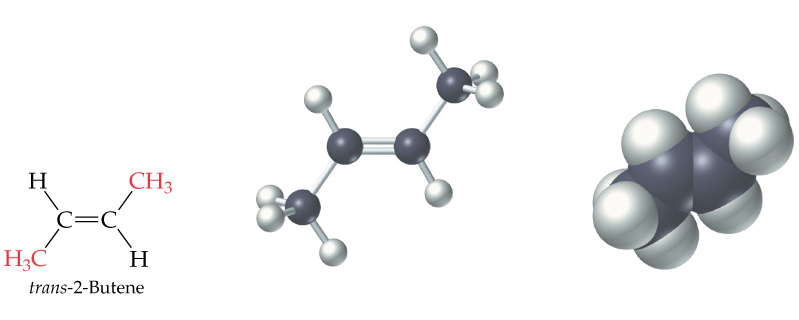 H CH₃
C=C
H₃C H
trans-2-Butene